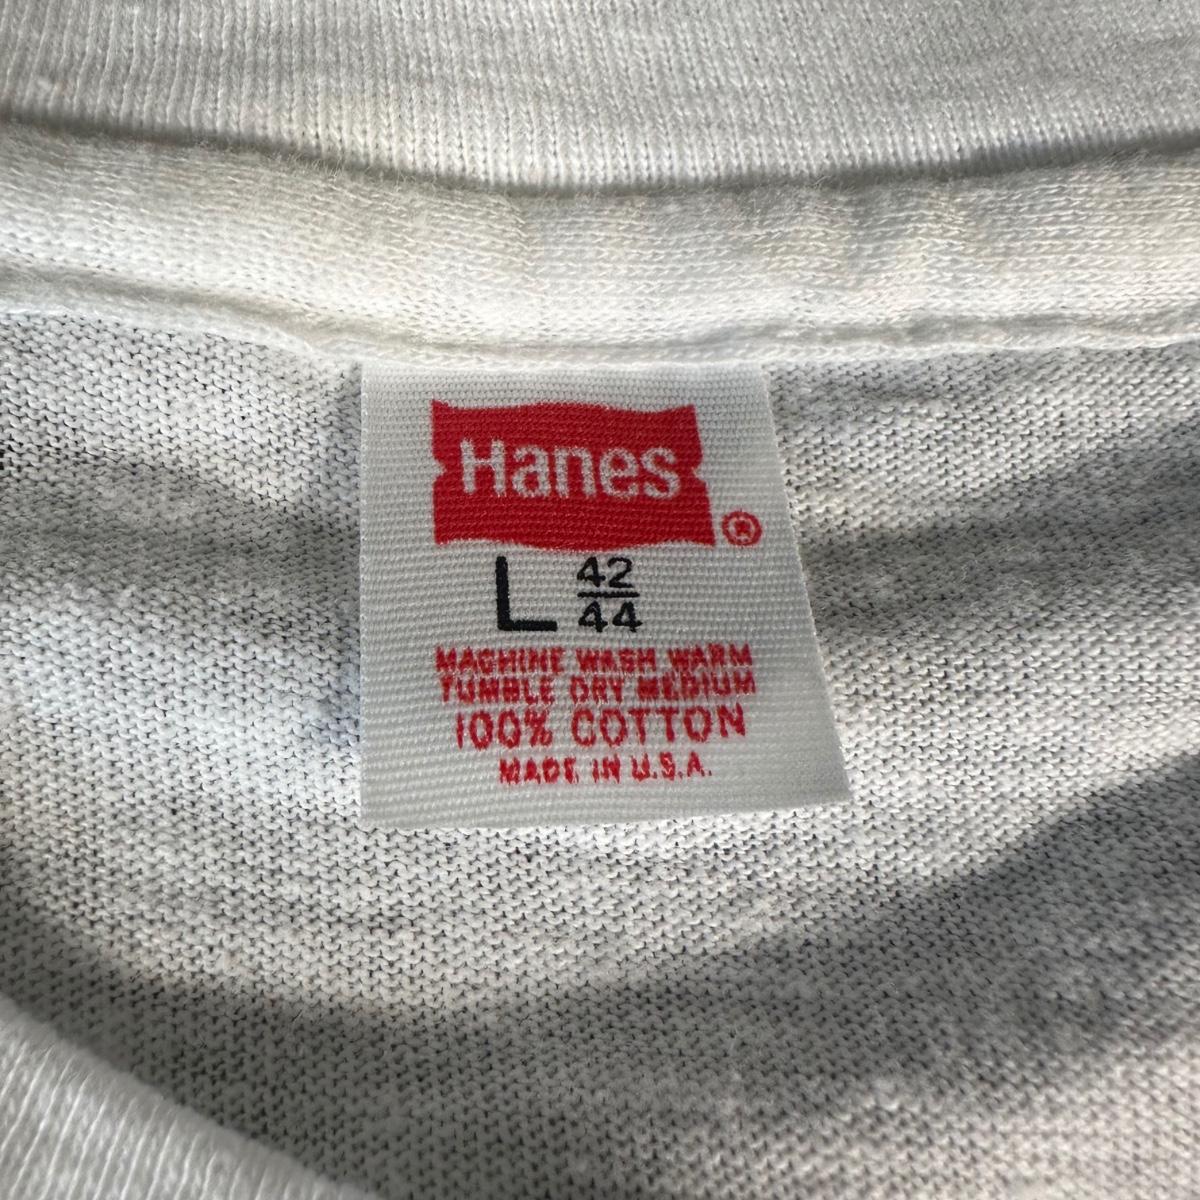 Hanes ®
L 42/44
MACHINE WASH WARM
TUMBLE DRY MEDIUM
100% COTTON
MADE IN U.S.A.